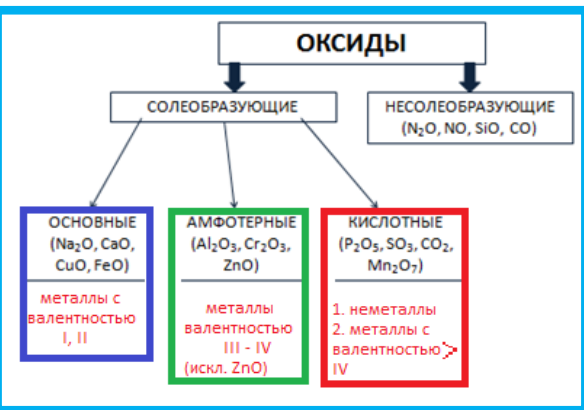 ОКСИДЫ
СОЛЕОБРАЗУЮЩИЕ
НЕСОЛЕОБРАЗУЮЩИЕ
(N₂O, NO, SiO, CO)
ОСНОВНЫЕ
(Na₂O, CaO,
CuO, FeO)
металлы с
валентностью
I, II
АМФОТЕРНЫЕ
(Al₂O₃, Cr₂O₃,
ZnO)
металлы
валентностью
III - IV
(искл. ZnO)
КИСЛОТНЫЕ
(P₂O₅, SO₃, CO₂,
Mn₂O₇)
1. неметаллы
2. металлы с
валентностью >
IV